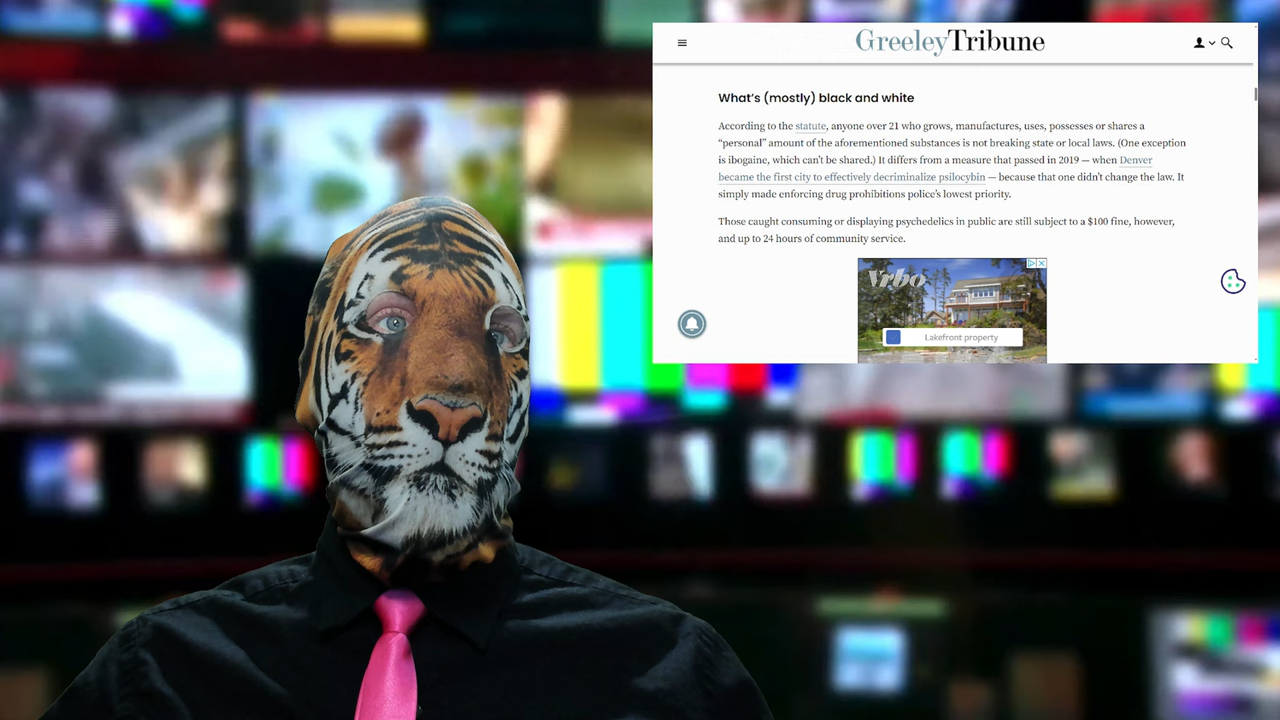 GreeleyTribune
What's (mostly) black and white
According to the statute, anyone over 21 who grows, manufactures, uses, possesses or shares a
“personal” amount of the aforementioned substances is not breaking state or local laws. (One exception
is ibogaine, which can’t be shared.) It differs from a measure that passed in 2019 — when Denver
became the first city to effectively decriminalize psilocybin — because that one didn’t change the law. It
simply made enforcing drug prohibitions police’s lowest priority.
Those caught consuming or displaying psychedelics in public are still subject to a $100 fine, however,
and up to 24 hours of community service.
Vrbo
Lakefront property